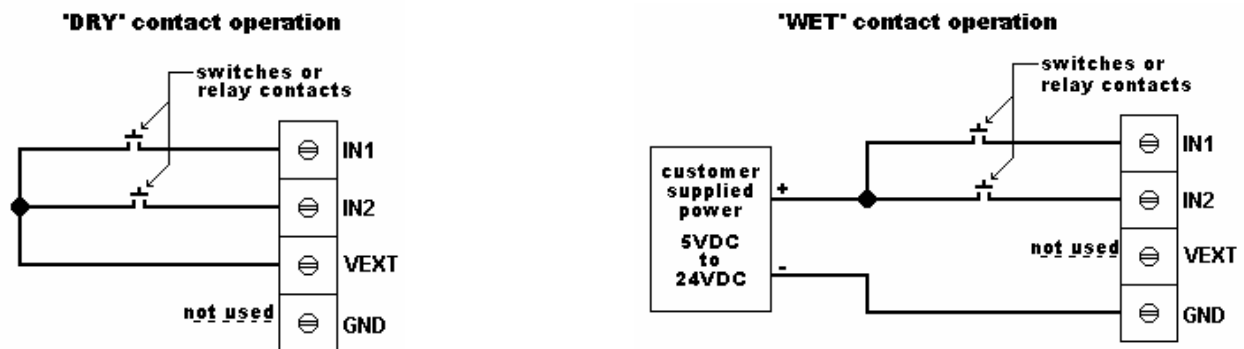 "DRY" contact operation
switches or
relay contacts
IN1
IN2
VEXT
not used
GND
"WET" contact operation
switches or
relay contacts
customer
supplied
power
5VDC
to
24VDC
+
-
IN1
IN2
not used
VEXT
GND